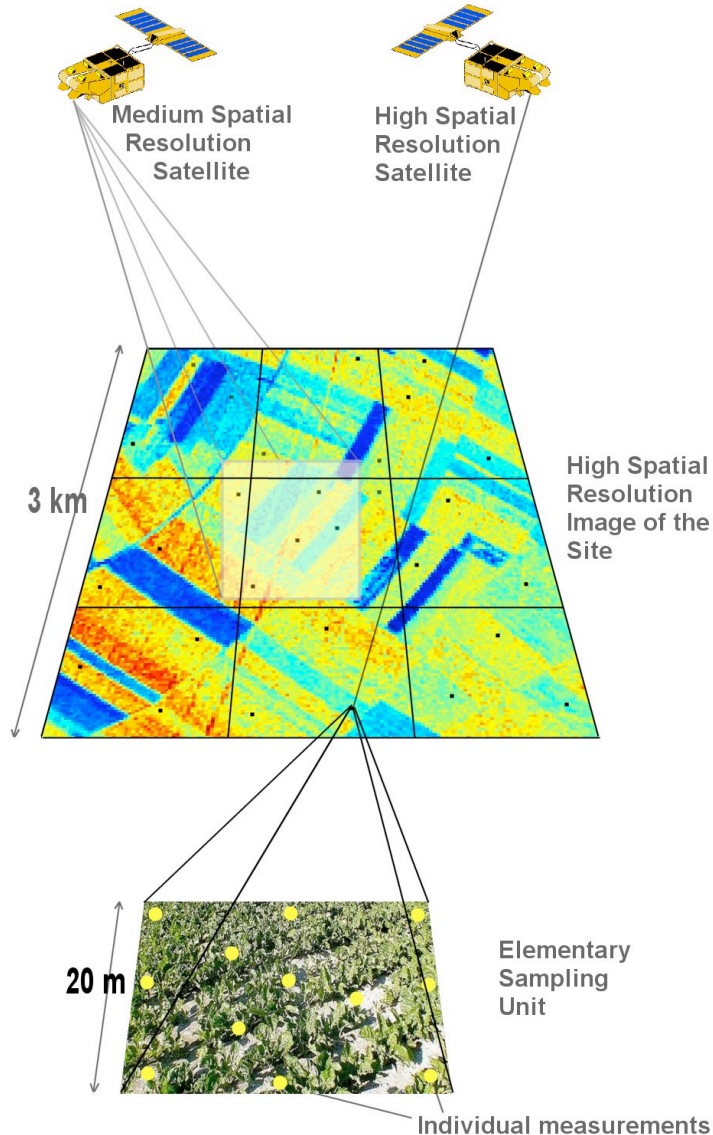 Medium Spatial
Resolution
Satellite
High Spatial
Resolution
Satellite
3 km
High Spatial
Resolution
Image of the
Site
20 m
Elementary
Sampling
Unit
Individual measurements